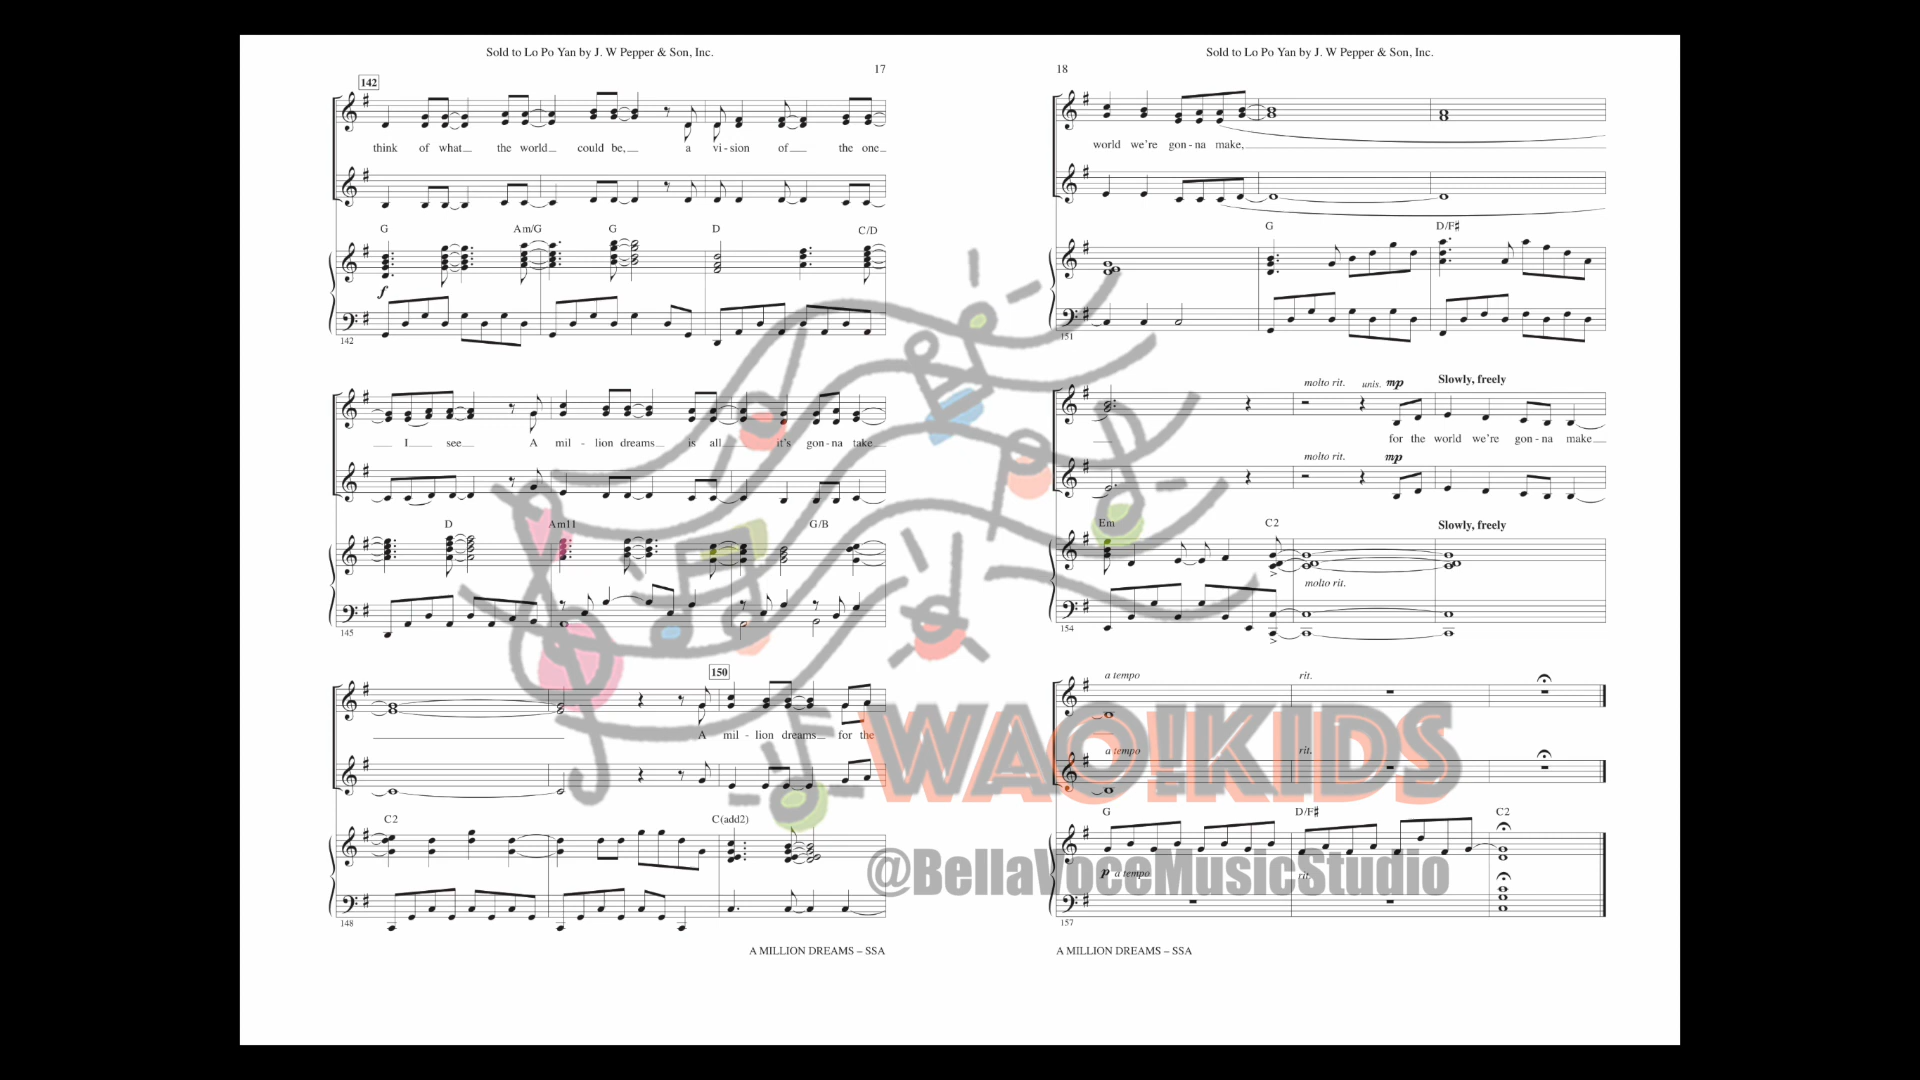 Sold to Lo Po Yan by J. W Pepper & Son, Inc.
17
142
think of what the world could be, a vi - sion of the one
G Am/G G D C/D
f
142
I see A mil - lion dreams is all it's gon - na take
D Am11 G/B
145
150
A mil - lion dreams for the
C2 C(add2)
148
A MILLION DREAMS – SSA
Sold to Lo Po Yan by J. W Pepper & Son, Inc.
18
world we're gon - na make,
G D/F♯
151
molto rit. unis. mp Slowly, freely
for the world we're gon - na make
molto rit. mp
Em C2 Slowly, freely
molto rit.
154
a tempo rit.
a tempo rit.
G D/F♯ C2
p a tempo rit.
157
A MILLION DREAMS – SSA
WAO!KIDS
@BellaVoceMusicStudio